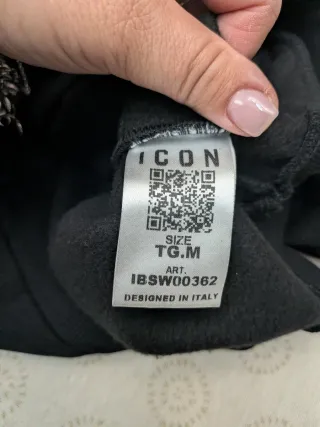 ICON
SIZE
TG.M
ART.
IBSW00362
DESIGNED IN ITALY